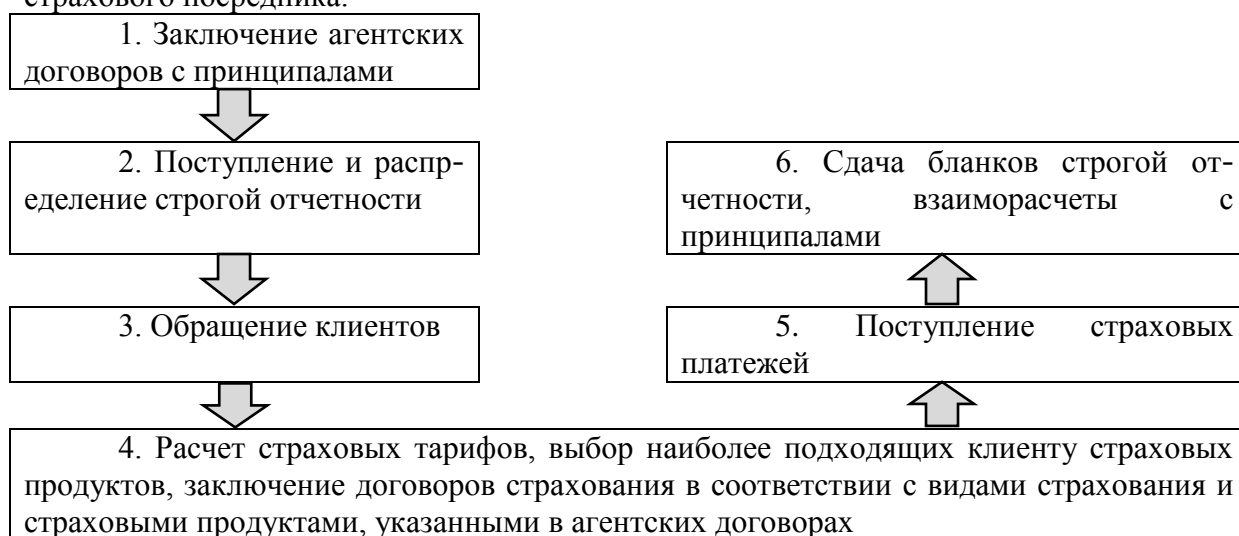 страхового посредника.
1. Заключение агентских
договоров с принципалами
2. Поступление и распр-
еделение строгой отчетности
3. Обращение клиентов
4. Расчет страховых тарифов, выбор наиболее подходящих клиенту страховых
продуктов, заключение договоров страхования в соответствии с видами страхования и
страховыми продуктами, указанными в агентских договорах
5. Поступление страховых
платежей
6. Сдача бланков строгой от-
четности, взаиморасчеты с
принципалами